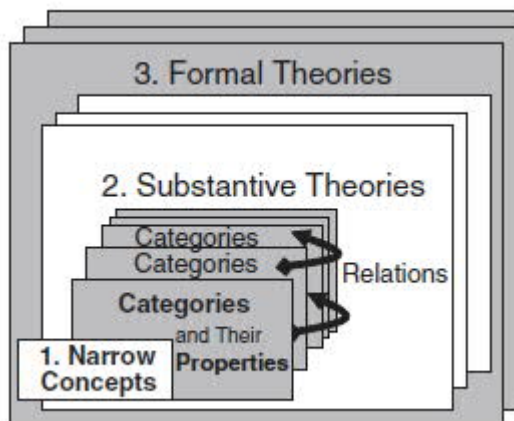 3. Formal Theories
2. Substantive Theories
Categories
Categories
Relations
Categories
and Their
Properties
1. Narrow
Concepts